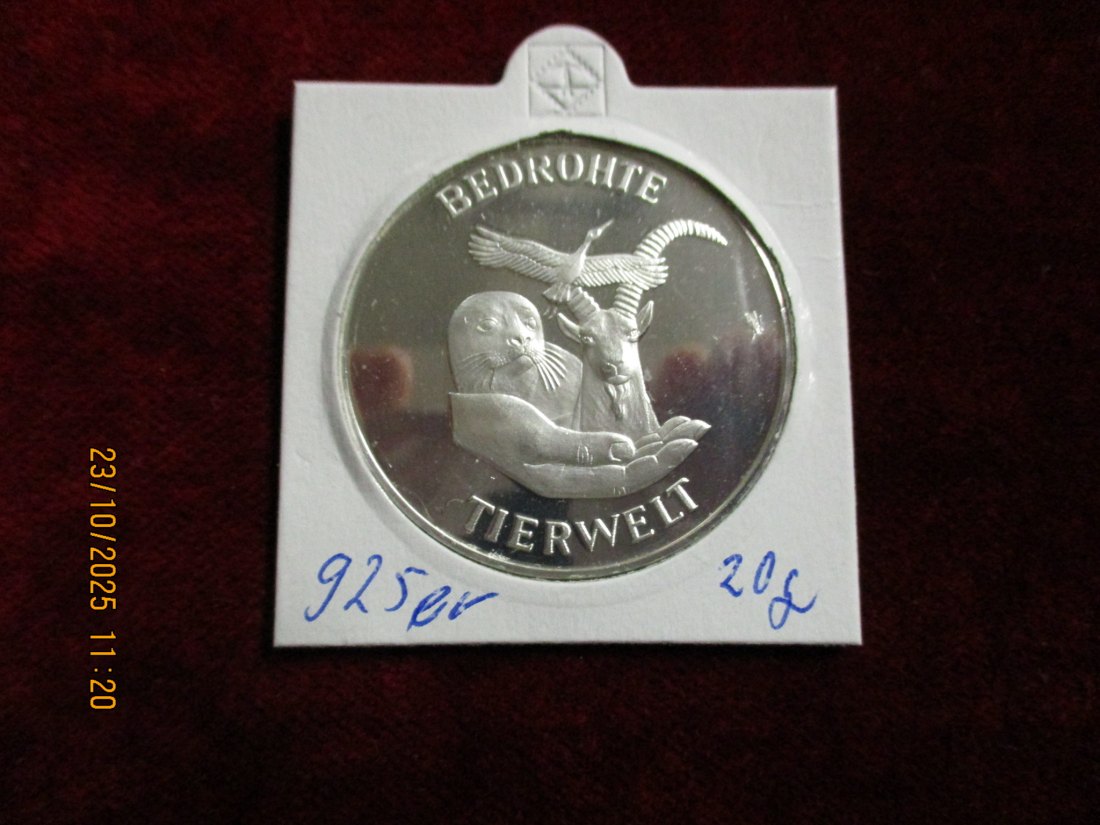 BEDROHTE
TIERWELT
925er
20g
23/10/2025 11:20